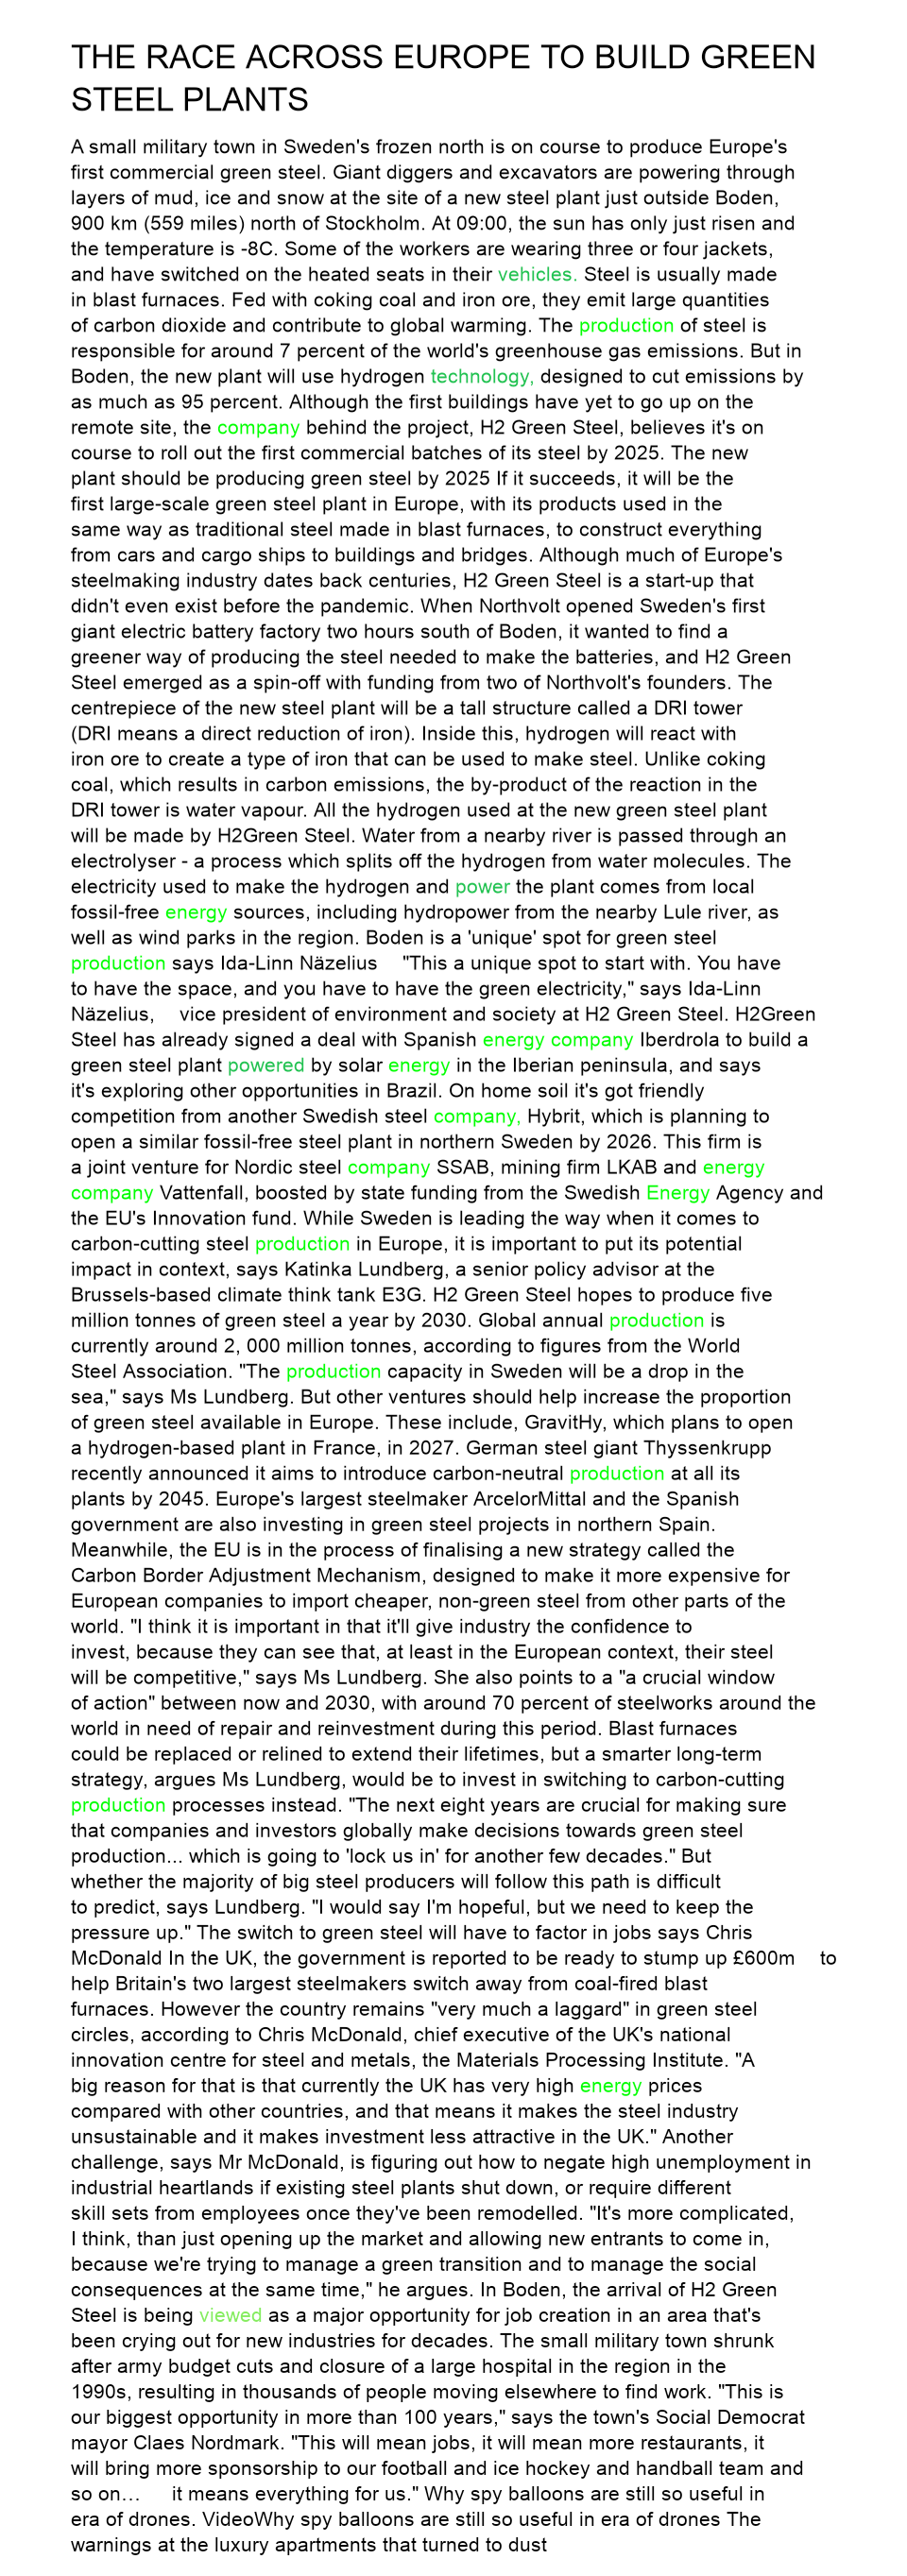 THE RACE ACROSS EUROPE TO BUILD GREEN
STEEL PLANTS
A small military town in Sweden's frozen north is on course to produce Europe's
first commercial green steel. Giant diggers and excavators are powering through
layers of mud, ice and snow at the site of a new steel plant just outside Boden,
900 km (559 miles) north of Stockholm. At 09:00, the sun has only just risen and
the temperature is -8C. Some of the workers are wearing three or four jackets,
and have switched on the heated seats in their vehicles. Steel is usually made
in blast furnaces. Fed with coking coal and iron ore, they emit large quantities
of carbon dioxide and contribute to global warming. The production of steel is
responsible for around 7 percent of the world's greenhouse gas emissions. But in
Boden, the new plant will use hydrogen technology, designed to cut emissions by
as much as 95 percent. Although the first buildings have yet to go up on the
remote site, the company behind the project, H2 Green Steel, believes it's on
course to roll out the first commercial batches of its steel by 2025. The new
plant should be producing green steel by 2025 If it succeeds, it will be the
first large-scale green steel plant in Europe, with its products used in the
same way as traditional steel made in blast furnaces, to construct everything
from cars and cargo ships to buildings and bridges. Although much of Europe's
steelmaking industry dates back centuries, H2 Green Steel is a start-up that
didn't even exist before the pandemic. When Northvolt opened Sweden's first
giant electric battery factory two hours south of Boden, it wanted to find a
greener way of producing the steel needed to make the batteries, and H2 Green
Steel emerged as a spin-off with funding from two of Northvolt's founders. The
centrepiece of the new steel plant will be a tall structure called a DRI tower
(DRI means a direct reduction of iron). Inside this, hydrogen will react with
iron ore to create a type of iron that can be used to make steel. Unlike coking
coal, which results in carbon emissions, the by-product of the reaction in the
DRI tower is water vapour. All the hydrogen used at the new green steel plant
will be made by H2Green Steel. Water from a nearby river is passed through an
electrolyser - a process which splits off the hydrogen from water molecules. The
electricity used to make the hydrogen and power the plant comes from local
fossil-free energy sources, including hydropower from the nearby Lule river, as
well as wind parks in the region. Boden is a 'unique' spot for green steel
production says Ida-Linn Näzelius "This a unique spot to start with. You have
to have the space, and you have to have the green electricity," says Ida-Linn
Näzelius, vice president of environment and society at H2 Green Steel. H2Green
Steel has already signed a deal with Spanish energy company Iberdrola to build a
green steel plant powered by solar energy in the Iberian peninsula, and says
it's exploring other opportunities in Brazil. On home soil it's got friendly
competition from another Swedish steel company, Hybrit, which is planning to
open a similar fossil-free steel plant in northern Sweden by 2026. This firm is
a joint venture for Nordic steel company SSAB, mining firm LKAB and energy
company Vattenfall, boosted by state funding from the Swedish Energy Agency and
the EU's Innovation fund. While Sweden is leading the way when it comes to
carbon-cutting steel production in Europe, it is important to put its potential
impact in context, says Katinka Lundberg, a senior policy advisor at the
Brussels-based climate think tank E3G. H2 Green Steel hopes to produce five
million tonnes of green steel a year by 2030. Global annual production is
currently around 2, 000 million tonnes, according to figures from the World
Steel Association. "The production capacity in Sweden will be a drop in the
sea," says Ms Lundberg. But other ventures should help increase the proportion
of green steel available in Europe. These include, GravitHy, which plans to open
a hydrogen-based plant in France, in 2027. German steel giant Thyssenkrupp
recently announced it aims to introduce carbon-neutral production at all its
plants by 2045. Europe's largest steelmaker ArcelorMittal and the Spanish
government are also investing in green steel projects in northern Spain.
Meanwhile, the EU is in the process of finalising a new strategy called the
Carbon Border Adjustment Mechanism, designed to make it more expensive for
European companies to import cheaper, non-green steel from other parts of the
world. "I think it is important in that it'll give industry the confidence to
invest, because they can see that, at least in the European context, their steel
will be competitive," says Ms Lundberg. She also points to a "a crucial window
of action" between now and 2030, with around 70 percent of steelworks around the
world in need of repair and reinvestment during this period. Blast furnaces
could be replaced or relined to extend their lifetimes, but a smarter long-term
strategy, argues Ms Lundberg, would be to invest in switching to carbon-cutting
production processes instead. "The next eight years are crucial for making sure
that companies and investors globally make decisions towards green steel
production... which is going to 'lock us in' for another few decades." But
whether the majority of big steel producers will follow this path is difficult
to predict, says Lundberg. "I would say I'm hopeful, but we need to keep the
pressure up." The switch to green steel will have to factor in jobs says Chris
McDonald In the UK, the government is reported to be ready to stump up £600m to
help Britain's two largest steelmakers switch away from coal-fired blast
furnaces. However the country remains "very much a laggard" in green steel
circles, according to Chris McDonald, chief executive of the UK's national
innovation centre for steel and metals, the Materials Processing Institute. "A
big reason for that is that currently the UK has very high energy prices
compared with other countries, and that means it makes the steel industry
unsustainable and it makes investment less attractive in the UK." Another
challenge, says Mr McDonald, is figuring out how to negate high unemployment in
industrial heartlands if existing steel plants shut down, or require different
skill sets from employees once they've been remodelled. "It's more complicated,
I think, than just opening up the market and allowing new entrants to come in,
because we're trying to manage a green transition and to manage the social
consequences at the same time," he argues. In Boden, the arrival of H2 Green
Steel is being viewed as a major opportunity for job creation in an area that's
been crying out for new industries for decades. The small military town shrunk
after army budget cuts and closure of a large hospital in the region in the
1990s, resulting in thousands of people moving elsewhere to find work. "This is
our biggest opportunity in more than 100 years," says the town's Social Democrat
mayor Claes Nordmark. "This will mean jobs, it will mean more restaurants, it
will bring more sponsorship to our football and ice hockey and handball team and
so on… it means everything for us." Why spy balloons are still so useful in
era of drones. VideoWhy spy balloons are still so useful in era of drones The
warnings at the luxury apartments that turned to dust